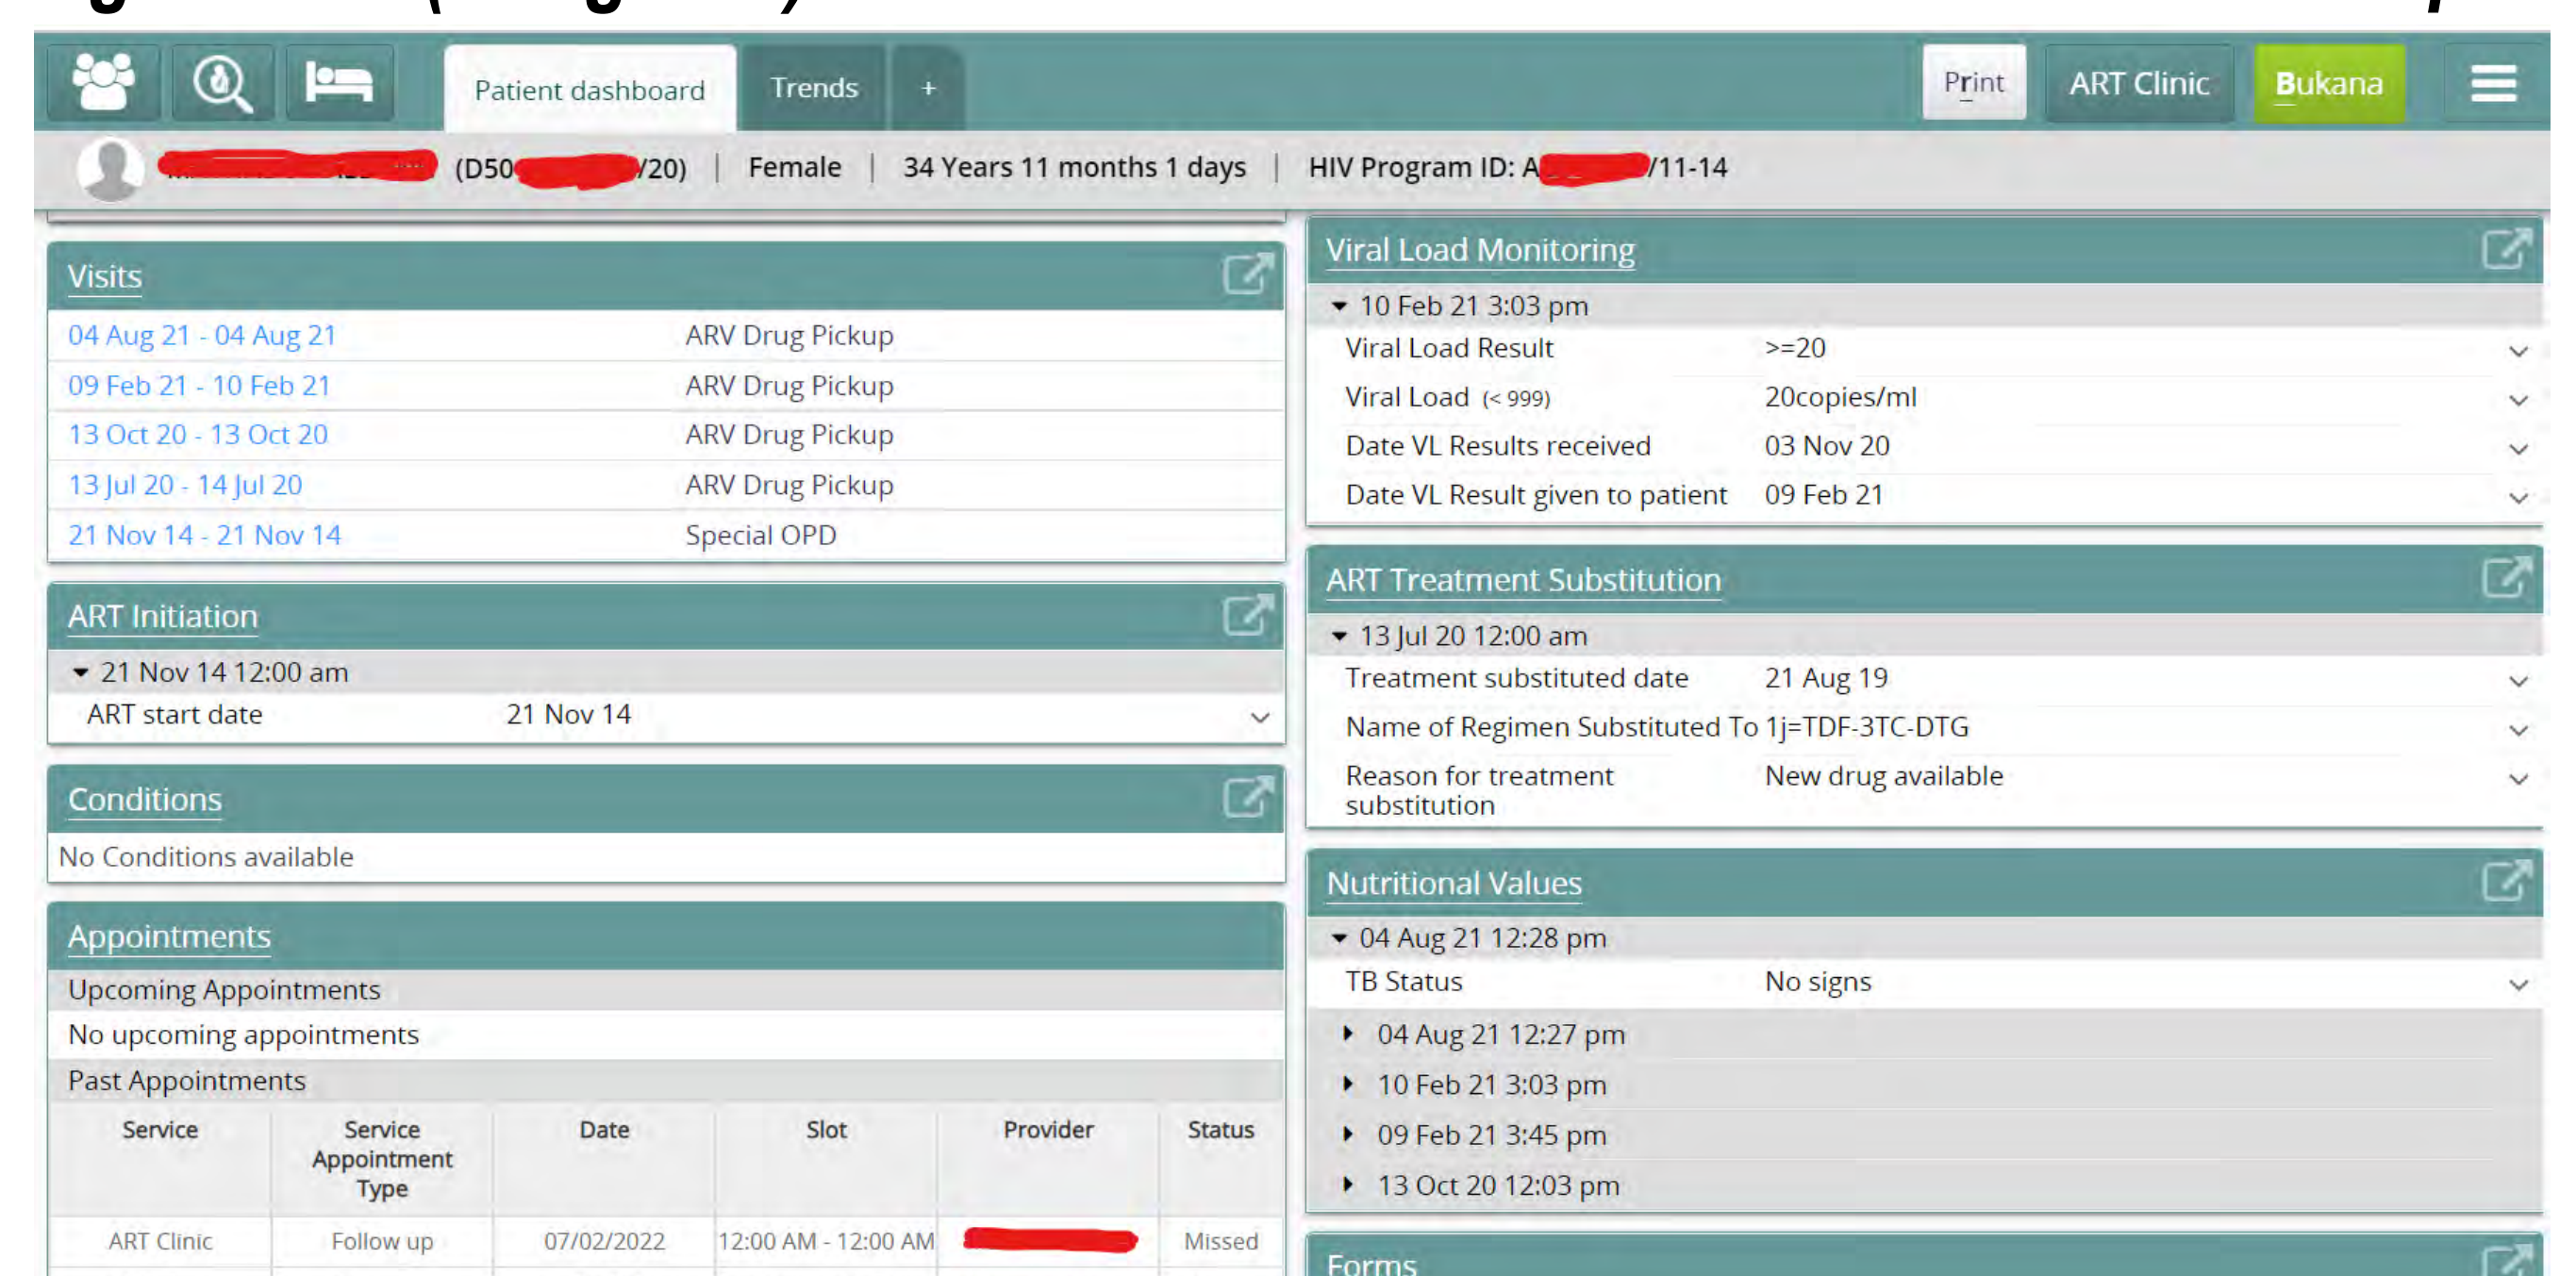 Patient dashboard
Trends
+
Print
ART Clinic
Bukana
(D50 /20) | Female | 34 Years 11 months 1 days | HIV Program ID: A /11-14
Visits
04 Aug 21 - 04 Aug 21 ARV Drug Pickup
09 Feb 21 - 10 Feb 21 ARV Drug Pickup
13 Oct 20 - 13 Oct 20 ARV Drug Pickup
13 Jul 20 - 14 Jul 20 ARV Drug Pickup
21 Nov 14 - 21 Nov 14 Special OPD
ART Initiation
21 Nov 14 12:00 am
ART start date 21 Nov 14
Conditions
No Conditions available
Appointments
Upcoming Appointments
No upcoming appointments
Past Appointments
Service Service Appointment Type Date Slot Provider Status
ART Clinic Follow up 07/02/2022 12:00 AM - 12:00 AM Missed
Viral Load Monitoring
10 Feb 21 3:03 pm
Viral Load Result >=20
Viral Load (< 999) 20copies/ml
Date VL Results received 03 Nov 20
Date VL Result given to patient 09 Feb 21
ART Treatment Substitution
13 Jul 20 12:00 am
Treatment substituted date 21 Aug 19
Name of Regimen Substituted To 1j=TDF-3TC-DTG
Reason for treatment substitution New drug available
Nutritional Values
04 Aug 21 12:28 pm
TB Status No signs
04 Aug 21 12:27 pm
10 Feb 21 3:03 pm
09 Feb 21 3:45 pm
13 Oct 20 12:03 pm
Forms